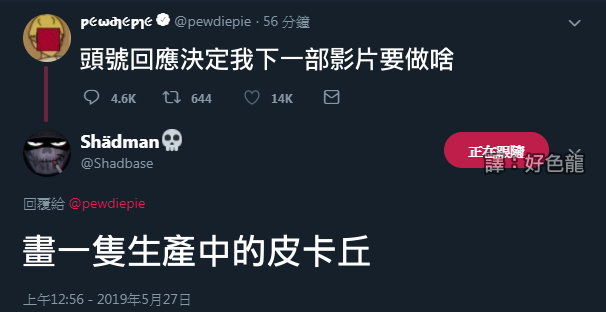 ᴘᴇᴡᴅɪᴇᴘɪᴇ @pewdiepie · 56 分鐘
頭號回應決定我下一部影片要做啥
4.6K 644 14K
Shädman💀
@Shadbase
正在跟隨
譯：好色龍
回覆給 @pewdiepie
畫一隻生產中的皮卡丘
上午12:56 - 2019年5月27日